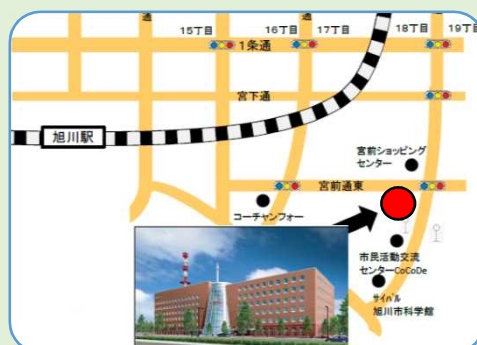 通
通
15丁目
16丁目
17丁目
18丁目
19丁目
1条通
宮下通
旭川駅
宮前ショッピング
センター
宮前通東
コーチャンフォー
市民活動交流
センターCoCoDe
サイパル
旭川市科学館